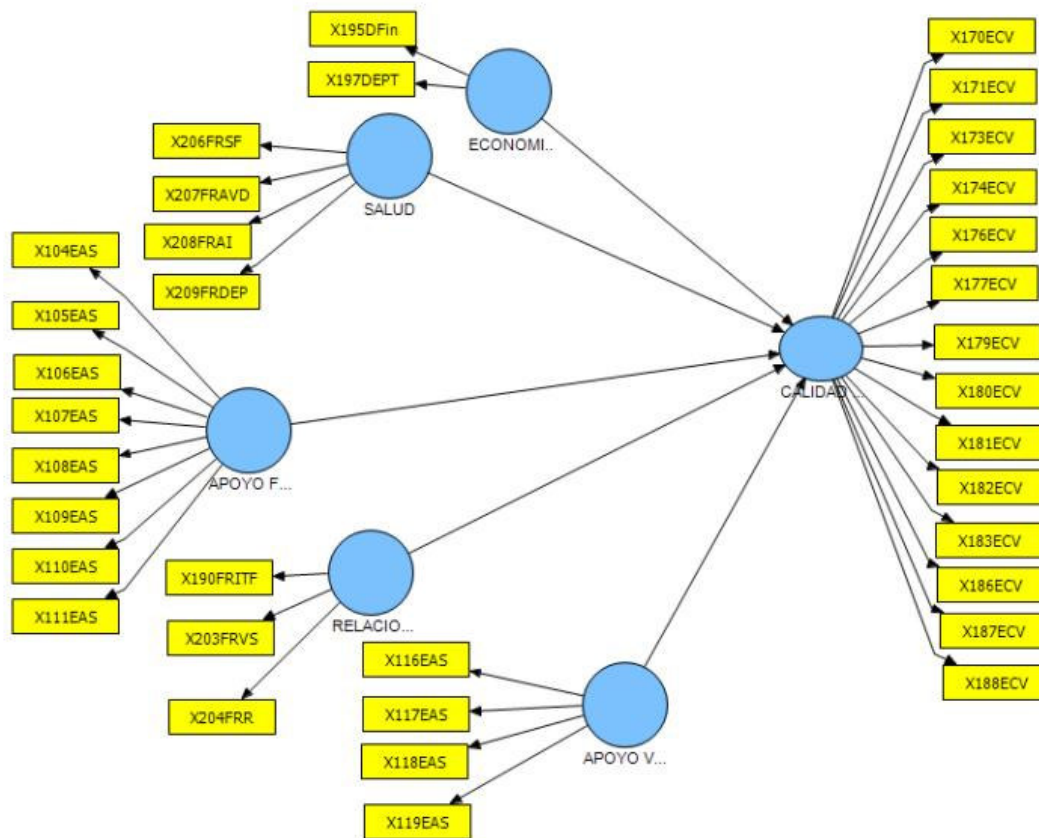 X195DFin
X197DEPT
ECONOMI..
X206FRSF
X207FRAVD
X208FRAI
X209FRDEP
SALUD
X104EAS
X105EAS
X106EAS
X107EAS
X108EAS
X109EAS
X110EAS
X111EAS
APOYO F...
X190FRITF
X203FRVS
X204FRR
RELACIO...
X116EAS
X117EAS
X118EAS
X119EAS
APOYO V...
CALIDAD ...
X170ECV
X171ECV
X173ECV
X174ECV
X176ECV
X177ECV
X179ECV
X180ECV
X181ECV
X182ECV
X183ECV
X186ECV
X187ECV
X188ECV